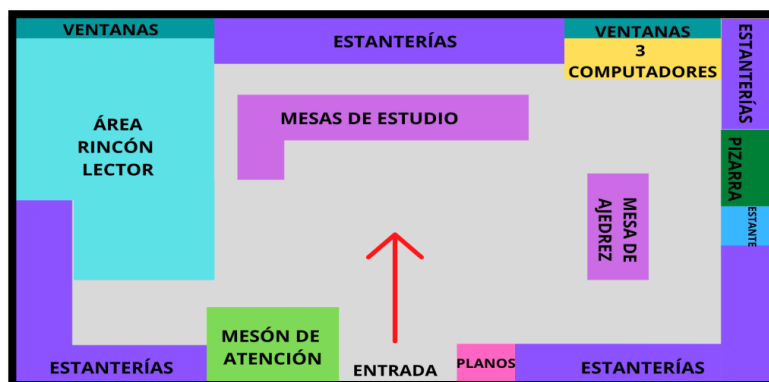 VENTANAS
ESTANTERÍAS
VENTANAS
3
COMPUTADORES
ESTANTERÍAS
ÁREA
RINCÓN
LECTOR
MESAS DE ESTUDIO
PIZARRA
MESA DE
AJEDREZ
ESTANTE
ESTANTERÍAS
MESÓN DE
ATENCIÓN
ENTRADA
PLANOS
ESTANTERÍAS